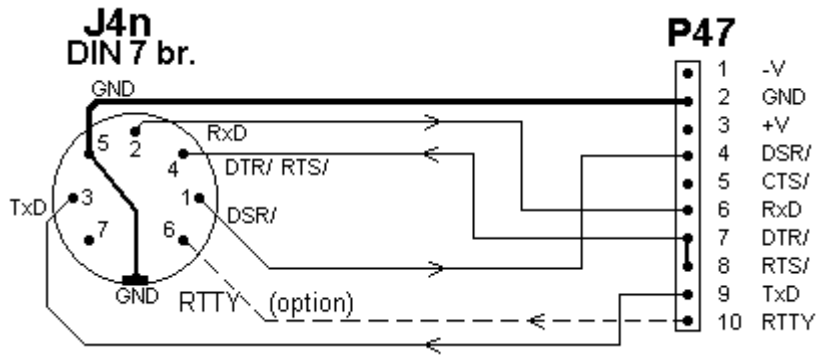 J4n
DIN 7 br.
GND
5
2
RxD
4
DTR/ RTS/
TxD
3
1
DSR/
7
6
GND
RTTY (option)
P47
1 -V
2 GND
3 +V
4 DSR/
5 CTS/
6 RxD
7 DTR/
8 RTS/
9 TxD
10 RTTY